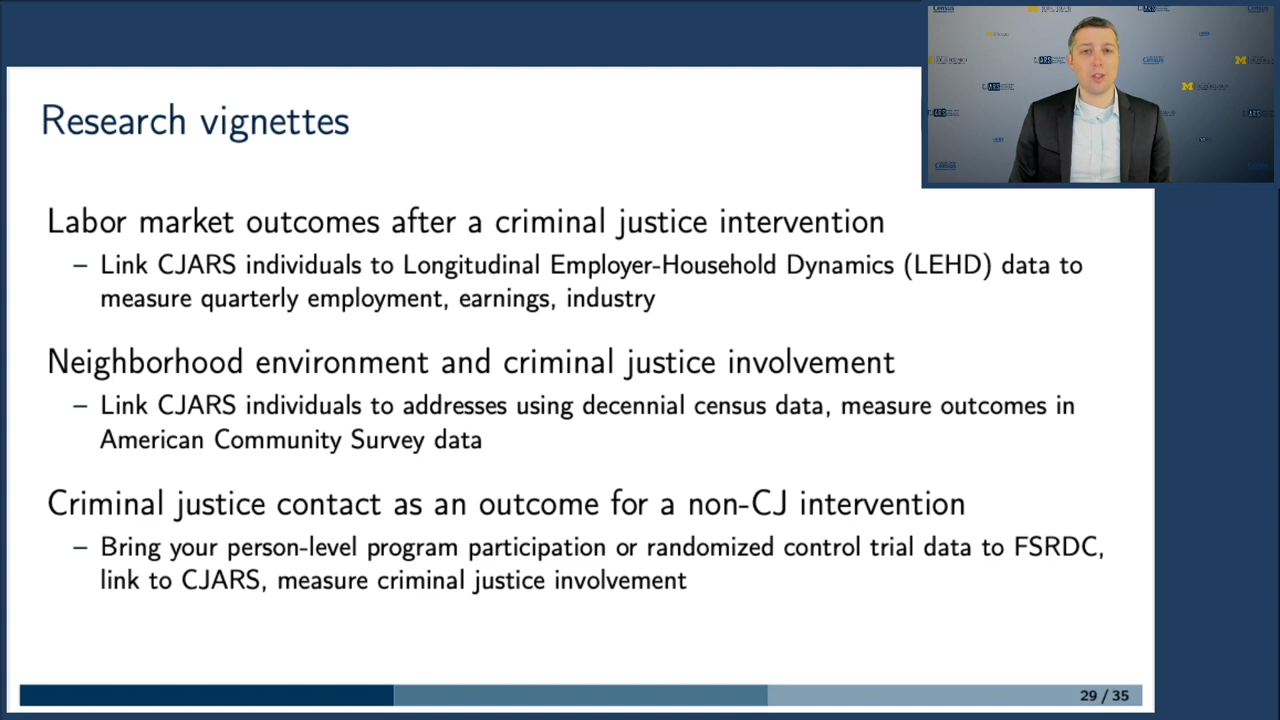 Research vignettes
Labor market outcomes after a criminal justice intervention
– Link CJARS individuals to Longitudinal Employer-Household Dynamics (LEHD) data to
measure quarterly employment, earnings, industry
Neighborhood environment and criminal justice involvement
– Link CJARS individuals to addresses using decennial census data, measure outcomes in
American Community Survey data
Criminal justice contact as an outcome for a non-CJ intervention
– Bring your person-level program participation or randomized control trial data to FSRDC,
link to CJARS, measure criminal justice involvement
29 / 35
Census
M
Census
M